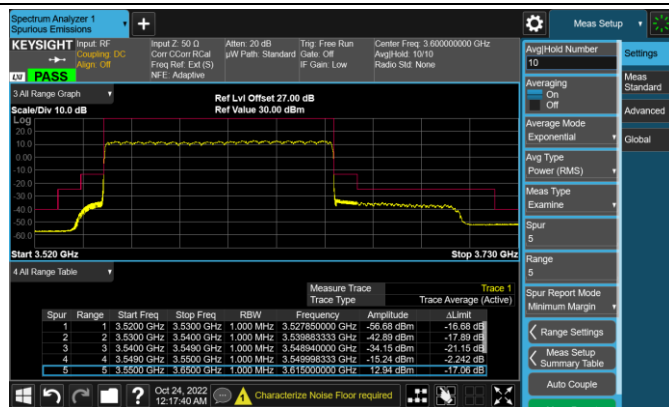 Spectrum Analyzer 1
Spurious Emissions
Meas Setup
KEYSIGHT
Input: RF
Coupling: DC
Align: Off
Input Z: 50 Ω
Corr CCorr RCal
Freq Ref: Ext (S)
NFE: Adaptive
Atten: 20 dB
µW Path: Standard
Trig: Free Run
Gate: Off
IF Gain: Low
Center Freq: 3.600000000 GHz
Avg|Hold: 10/10
Radio Std: None
LXI PASS
3 All Range Graph
Scale/Div 10.0 dB
Ref Lvl Offset 27.00 dB
Ref Value 30.00 dBm
Log
20.0
10.0
0.00
-10.0
-20.0
-30.0
-40.0
-50.0
-60.0
Start 3.520 GHz
Stop 3.730 GHz
4 All Range Table
Measure Trace Trace 1
Trace Type Trace Average (Active)
Spur Range Start Freq Stop Freq RBW Frequency Amplitude ΔLimit
1 1 3.5200 GHz 3.5300 GHz 1.000 MHz 3.527850000 GHz -56.68 dBm -16.68 dB
2 2 3.5300 GHz 3.5400 GHz 1.000 MHz 3.539883333 GHz -42.89 dBm -17.89 dB
3 3 3.5400 GHz 3.5490 GHz 1.000 MHz 3.548940000 GHz -34.15 dBm -21.15 dB
4 4 3.5490 GHz 3.5500 GHz 1.000 MHz 3.549998333 GHz -15.24 dBm -2.242 dB
5 5 3.5500 GHz 3.6500 GHz 1.000 MHz 3.615000000 GHz 12.94 dBm -17.06 dB
Oct 24, 2022
12:17:40 AM
Characterize Noise Floor required
Avg|Hold Number
10
Averaging
On
Off
Average Mode
Exponential
Avg Type
Power (RMS)
Meas Type
Examine
Spur
5
Range
5
Spur Report Mode
Minimum Margin
Range Settings
Meas Setup
Summary Table
Auto Couple
Settings
Meas
Standard
Advanced
Global